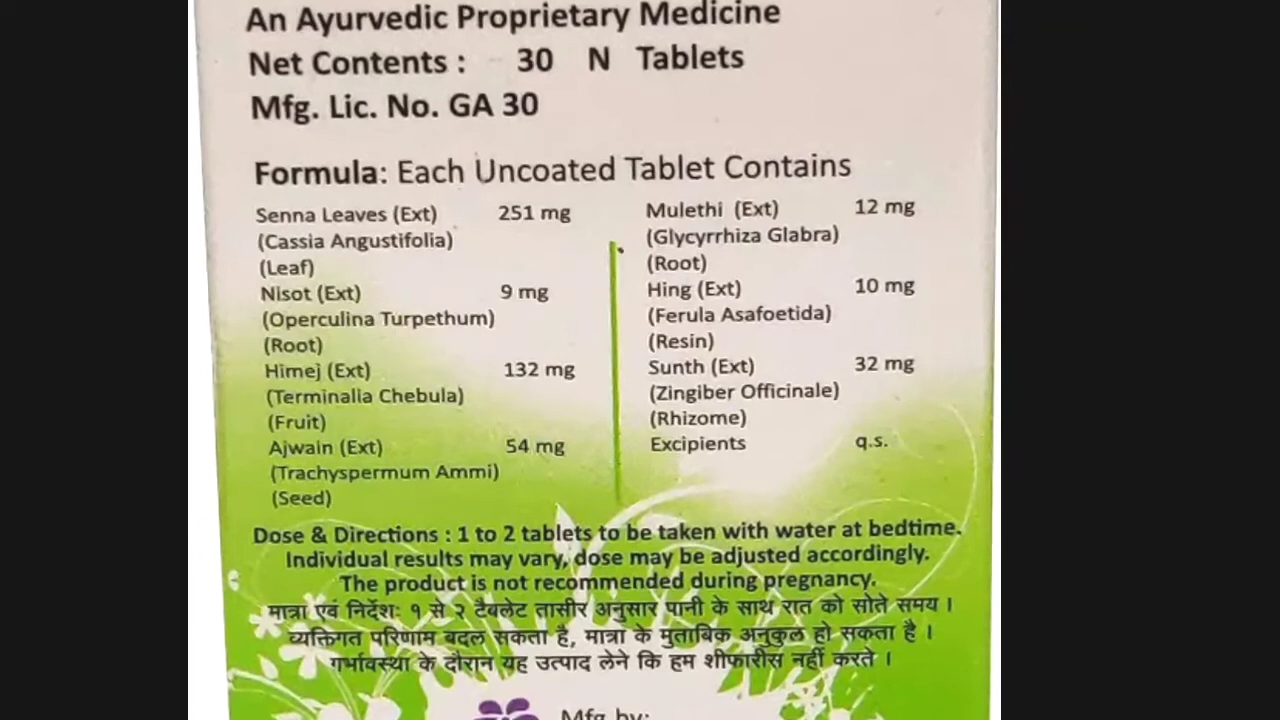 An Ayurvedic Proprietary Medicine
Net Contents : 30 N Tablets
Mfg. Lic. No. GA 30
Formula: Each Uncoated Tablet Contains
Senna Leaves (Ext) 251 mg
(Cassia Angustifolia)
(Leaf)
Nisot (Ext) 9 mg
(Operculina Turpethum)
(Root)
Himej (Ext) 132 mg
(Terminalia Chebula)
(Fruit)
Ajwain (Ext) 54 mg
(Trachyspermum Ammi)
(Seed)
Mulethi (Ext) 12 mg
(Glycyrrhiza Glabra)
(Root)
Hing (Ext) 10 mg
(Ferula Asafoetida)
(Resin)
Sunth (Ext) 32 mg
(Zingiber Officinale)
(Rhizome)
Excipients q.s.
Dose & Directions : 1 to 2 tablets to be taken with water at bedtime.
Individual results may vary, dose may be adjusted accordingly.
The product is not recommended during pregnancy.
मात्रा एवं निर्देशः १ से २ टैबलेट तासीर अनुसार पानी के साथ रात को सोते समय ।
व्यक्तिगत परिणाम बदल सकता है, मात्रा के मुताबिक अनुकुल हो सकता है ।
गर्भावस्था के दौरान यह उत्पाद लेने कि हम शीफारीस नहीं करते ।
Mfg by: